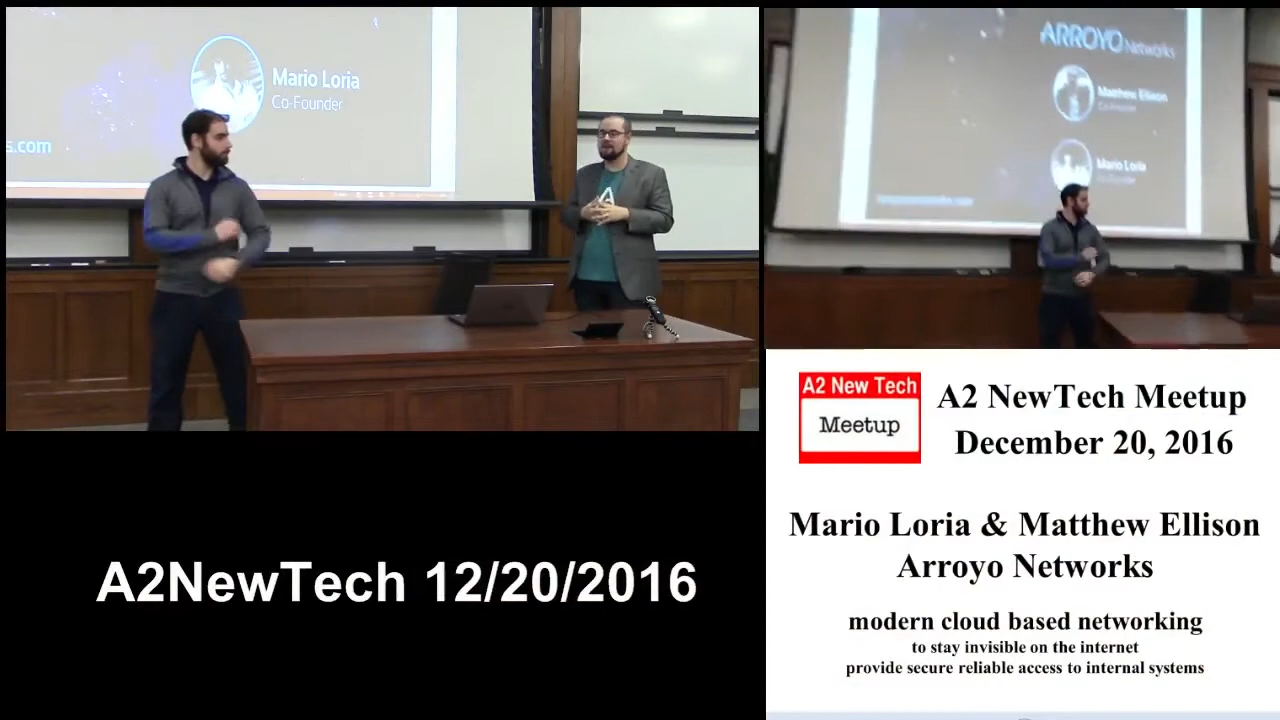 Mario Loria
Co-Founder
s.com
ARROYO Networks
Matthew Ellison
Co-Founder
Mario Loria
Co-Founder
A2 New Tech
Meetup
A2 NewTech Meetup
December 20, 2016
Mario Loria & Matthew Ellison
Arroyo Networks
modern cloud based networking
to stay invisible on the internet
provide secure reliable access to internal systems
A2NewTech 12/20/2016